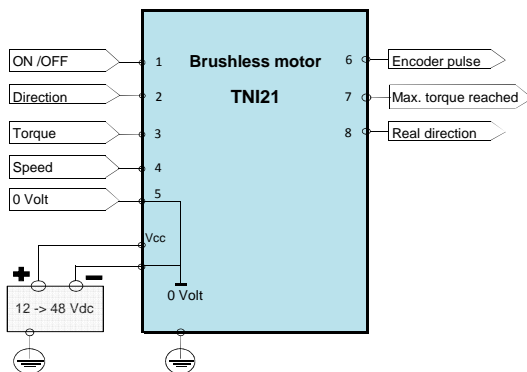 ON /OFF
Direction
Torque
Speed
0 Volt
1
2
3
4
5
Brushless motor
TNI21
6
7
8
Encoder pulse
Max. torque reached
Real direction
Vcc
0 Volt
+
−
12 -> 48 Vdc